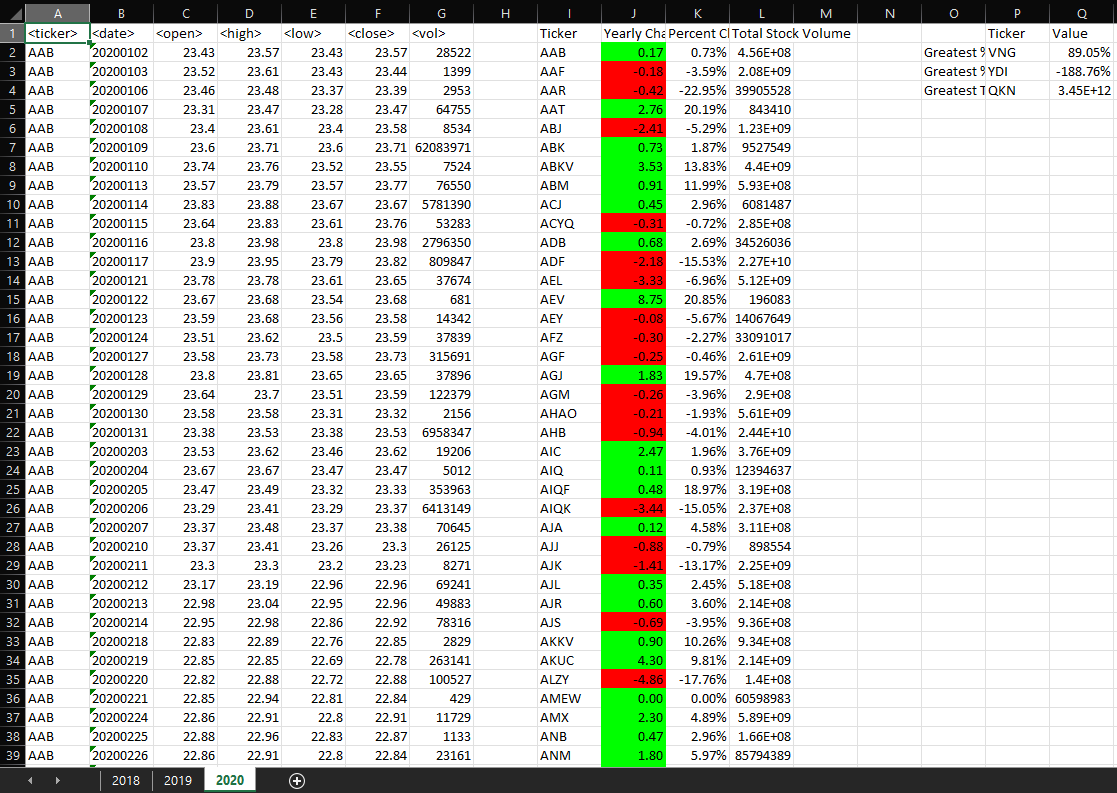 A B C D E F G H I J K L M N O P Q
1 <ticker> <date> <open> <high> <low> <close> <vol> Ticker Yearly Cha Percent C Total Stock Volume Ticker Value
2 AAB 20200102 23.43 23.57 23.43 23.57 28522 AAB 0.17 0.73% 4.56E+08 Greatest % VNG 89.05%
3 AAB 20200103 23.52 23.61 23.43 23.44 1399 AAF -0.18 -3.59% 2.08E+09 Greatest % YDI -188.76%
4 AAB 20200106 23.46 23.48 23.37 23.39 2953 AAR -0.42 -22.95% 39905528 Greatest T QKN 3.45E+12
5 AAB 20200107 23.31 23.47 23.28 23.47 64755 AAT 2.76 20.19% 843410
6 AAB 20200108 23.4 23.61 23.4 23.58 8534 ABJ -2.41 -5.29% 1.23E+09
7 AAB 20200109 23.6 23.71 23.6 23.71 62083971 ABK 0.73 1.87% 9527549
8 AAB 20200110 23.74 23.76 23.52 23.55 7524 ABKV 3.53 13.83% 4.4E+09
9 AAB 20200113 23.57 23.79 23.57 23.77 76550 ABM 0.91 11.99% 5.93E+08
10 AAB 20200114 23.83 23.88 23.67 23.67 5781390 ACJ 0.45 2.96% 6081487
11 AAB 20200115 23.64 23.83 23.61 23.76 53283 ACYQ -0.31 -0.72% 2.85E+08
12 AAB 20200116 23.8 23.98 23.8 23.98 2796350 ADB 0.68 2.69% 34526036
13 AAB 20200117 23.9 23.95 23.79 23.82 809847 ADF -2.18 -15.53% 2.27E+10
14 AAB 20200121 23.78 23.78 23.61 23.65 37674 AEL -3.33 -6.96% 5.12E+09
15 AAB 20200122 23.67 23.68 23.54 23.68 681 AEV 8.75 20.85% 196083
16 AAB 20200123 23.59 23.68 23.56 23.58 14342 AEY -0.08 -5.67% 14067649
17 AAB 20200124 23.51 23.62 23.5 23.59 37839 AFZ -0.30 -2.27% 33091017
18 AAB 20200127 23.58 23.73 23.58 23.73 315691 AGF -0.25 -0.46% 2.61E+09
19 AAB 20200128 23.8 23.81 23.65 23.65 37896 AGJ 1.83 19.57% 4.7E+08
20 AAB 20200129 23.64 23.7 23.51 23.59 122379 AGM -0.26 -3.96% 2.9E+08
21 AAB 20200130 23.58 23.58 23.31 23.32 2156 AHAO -0.21 -1.93% 5.61E+09
22 AAB 20200131 23.38 23.53 23.38 23.53 6958347 AHB -0.94 -4.01% 2.44E+10
23 AAB 20200203 23.53 23.62 23.46 23.62 19206 AIC 2.47 1.96% 3.76E+09
24 AAB 20200204 23.67 23.67 23.47 23.47 5012 AIQ 0.11 0.93% 12394637
25 AAB 20200205 23.47 23.49 23.32 23.33 353963 AIQF 0.48 18.97% 3.19E+08
26 AAB 20200206 23.29 23.41 23.29 23.37 6413149 AIQK -3.44 -15.05% 2.37E+08
27 AAB 20200207 23.37 23.48 23.37 23.38 70645 AJA 0.12 4.58% 3.11E+08
28 AAB 20200210 23.37 23.41 23.26 23.3 26125 AJJ -0.88 -0.79% 898554
29 AAB 20200211 23.3 23.3 23.2 23.23 8271 AJK -1.41 -13.17% 2.25E+09
30 AAB 20200212 23.17 23.19 22.96 22.96 69241 AJL 0.35 2.45% 5.18E+08
31 AAB 20200213 22.98 23.04 22.95 22.96 49883 AJR 0.60 3.60% 2.14E+08
32 AAB 20200214 22.95 22.98 22.86 22.92 78316 AJS -0.69 -3.95% 9.36E+08
33 AAB 20200218 22.83 22.89 22.76 22.85 2829 AKKV 0.90 10.26% 9.34E+08
34 AAB 20200219 22.85 22.85 22.69 22.78 263141 AKUC 4.30 9.81% 2.14E+09
35 AAB 20200220 22.82 22.88 22.72 22.88 100527 ALZY -4.86 -17.76% 1.4E+08
36 AAB 20200221 22.85 22.94 22.81 22.84 429 AMEW 0.00 0.00% 60598983
37 AAB 20200224 22.86 22.91 22.8 22.91 11729 AMX 2.30 4.89% 5.89E+09
38 AAB 20200225 22.88 22.96 22.83 22.87 1133 ANB 0.47 2.96% 1.66E+08
39 AAB 20200226 22.86 22.91 22.8 22.84 23161 ANM 1.80 5.97% 85794389
2018 2019 2020